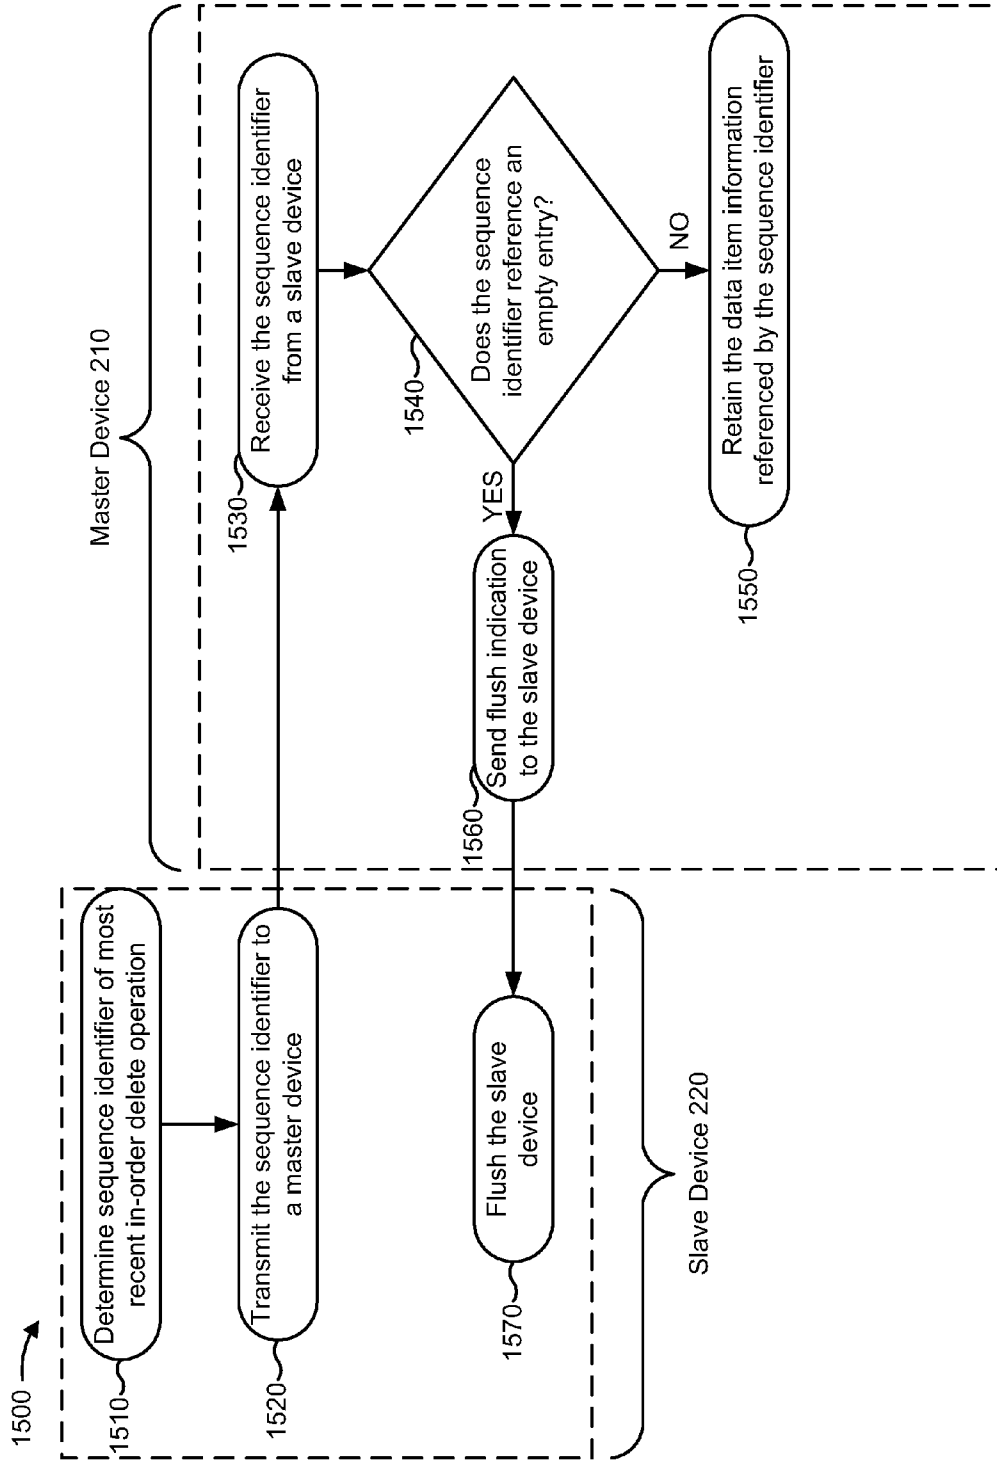 1500
Master Device 210
1510
Determine sequence identifier of most
recent in-order delete operation
1520
Transmit the sequence identifier to
a master device
1530
Receive the sequence identifier
from a slave device
1540
Does the sequence
identifier reference an
empty entry?
YES
NO
1560
Send flush indication
to the slave device
1570
Flush the slave
device
1550
Retain the data item information
referenced by the sequence identifier
Slave Device 220